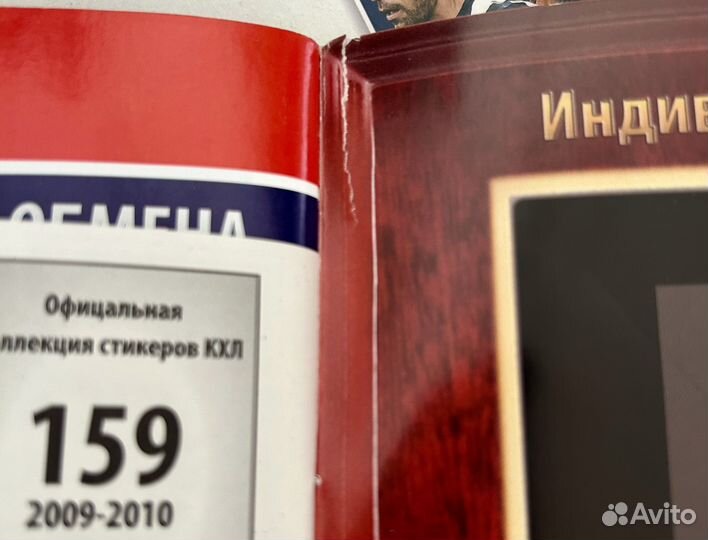 ОБМЕНА
Офицальная
ллекция стикеров КХЛ
159
2009-2010
Индив
Avito